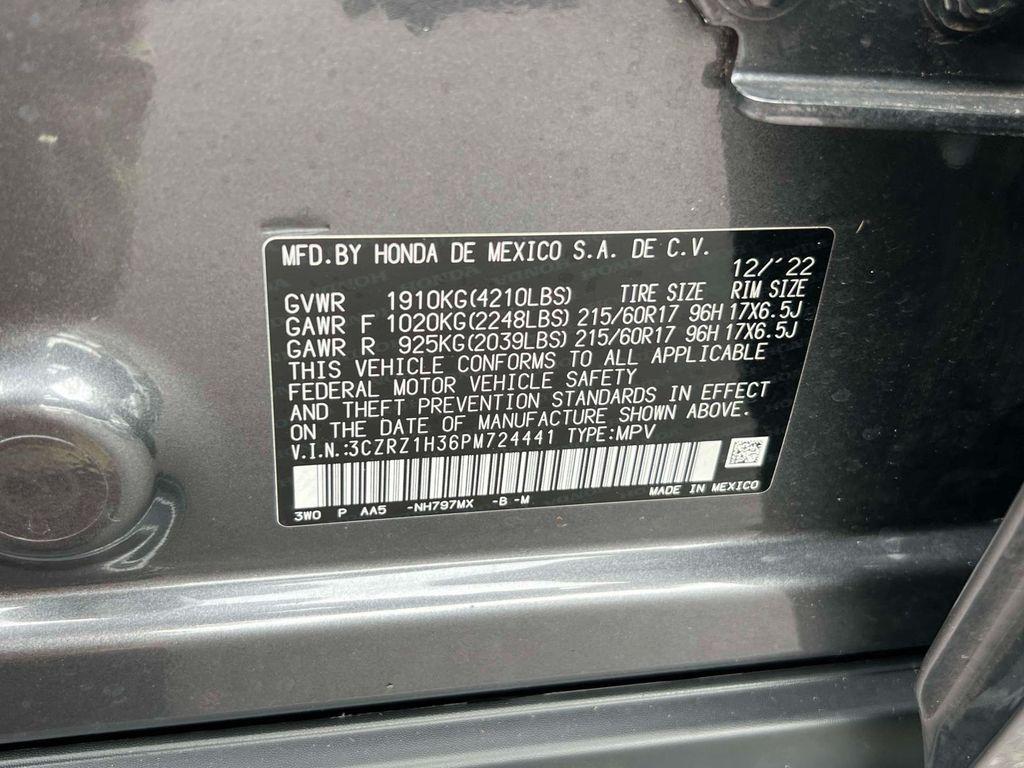 MFD.BY HONDA DE MEXICO S.A. DE C.V.
12/'22
GVWR 1910KG(4210LBS) TIRE SIZE RIM SIZE
GAWR F 1020KG(2248LBS) 215/60R17 96H 17X6.5J
GAWR R 925KG(2039LBS) 215/60R17 96H 17X6.5J
THIS VEHICLE CONFORMS TO ALL APPLICABLE
FEDERAL MOTOR VEHICLE SAFETY
AND THEFT PREVENTION STANDARDS IN EFFECT
ON THE DATE OF MANUFACTURE SHOWN ABOVE.
V.I.N.:3CZRZ1H36PM724441 TYPE:MPV
MADE IN MEXICO
3WO P AA5 -NH797MX -B -M